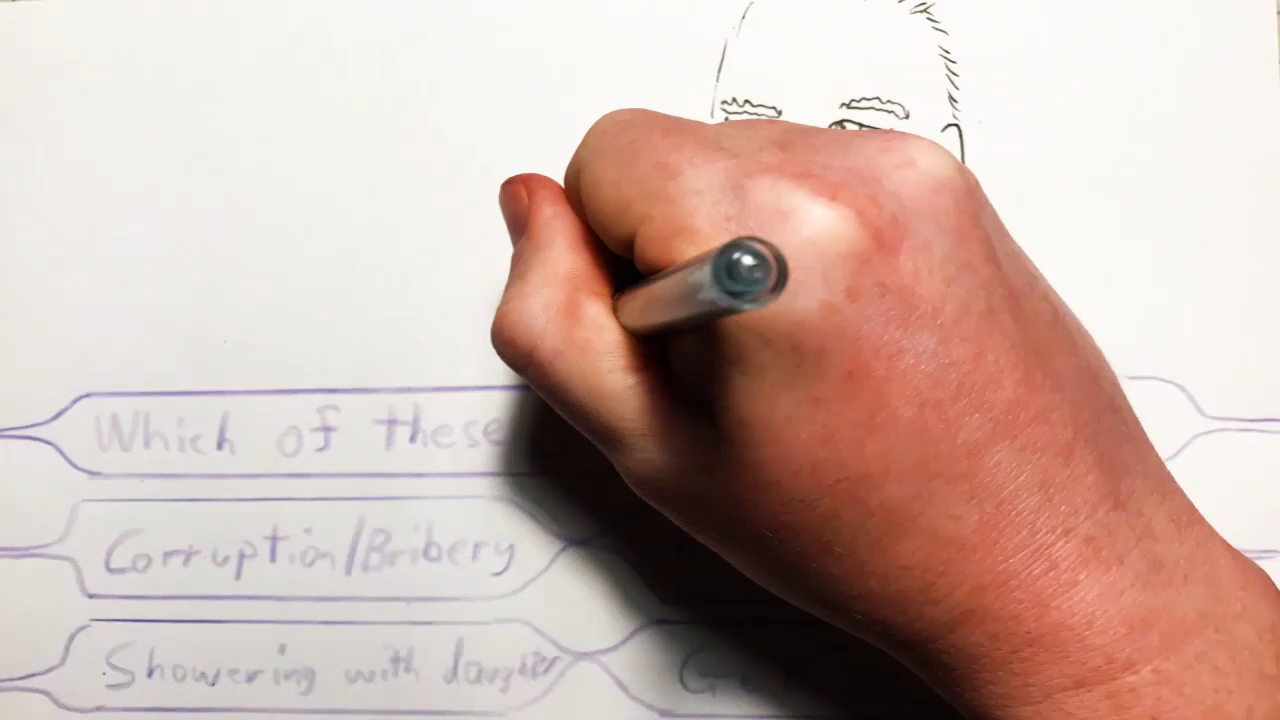 Which of these
Corruption/Bribery
Showering with daughter
G